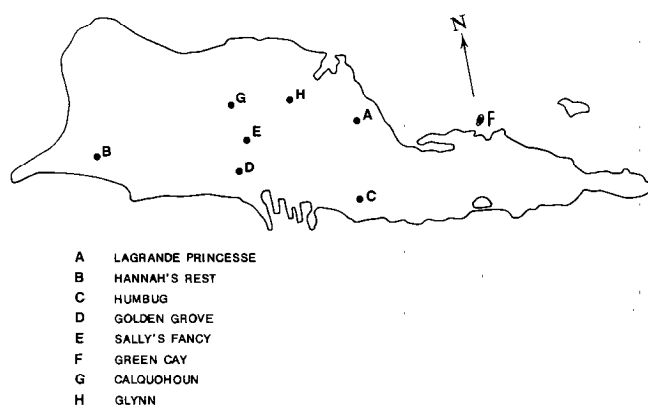 N
H
G
A
F
E
B
D
C
A LAGRANDE PRINCESSE
B HANNAH'S REST
C HUMBUG
D GOLDEN GROVE
E SALLY'S FANCY
F GREEN CAY
G CALQUOHOUN
H GLYNN